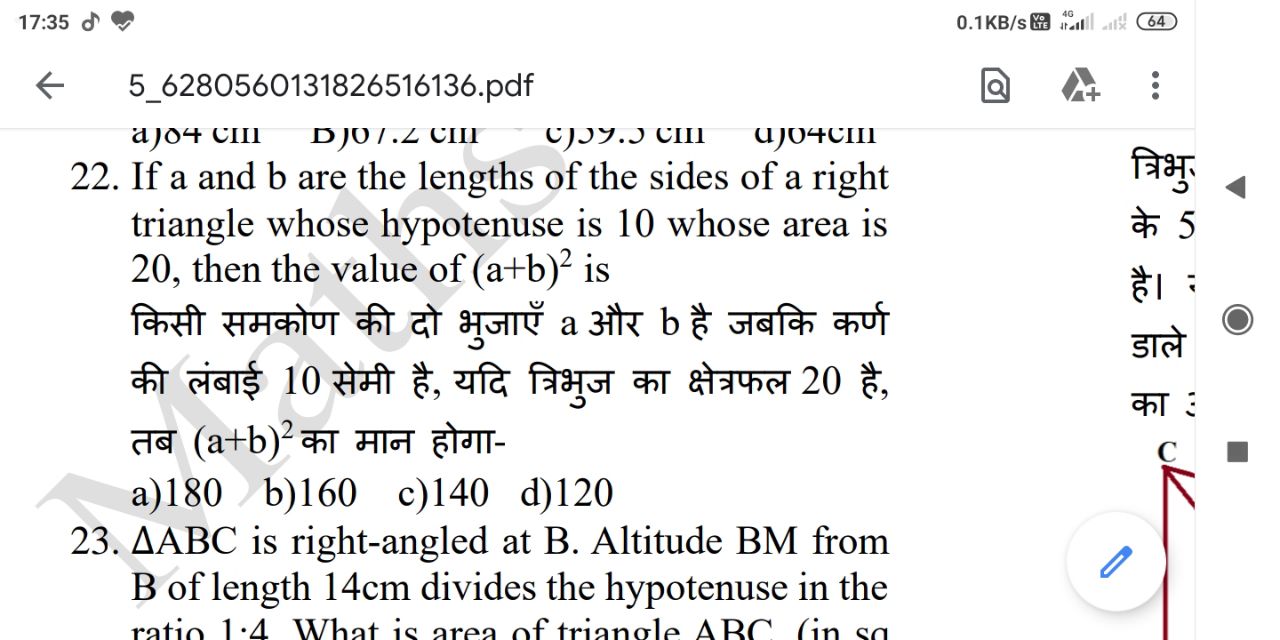 17:35
0.1KB/s Vo LTE 4G 64
5_6280560131826516136.pdf
a)84 cm B)67.2 cm c)59.5 cm d)64cm
22. If a and b are the lengths of the sides of a right
triangle whose hypotenuse is 10 whose area is
20, then the value of (a+b)² is
किसी समकोण की दो भुजाएँ a और b है जबकि कर्ण
की लंबाई 10 सेमी है, यदि त्रिभुज का क्षेत्रफल 20 है,
तब (a+b)² का मान होगा-
a)180 b)160 c)140 d)120
23. ΔABC is right-angled at B. Altitude BM from
B of length 14cm divides the hypotenuse in the
ratio 1:4. What is area of triangle ABC. (in sq
Maths
के 5
है।
डाले
का
C